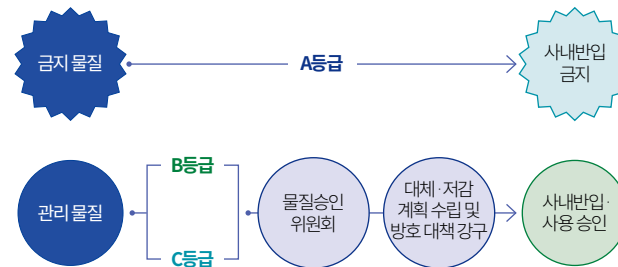 금지 물질
A등급
사내반입
금지
관리 물질
B등급
C등급
물질승인
위원회
대체·저감
계획 수립 및
방호 대책 강구
사내반입·
사용 승인